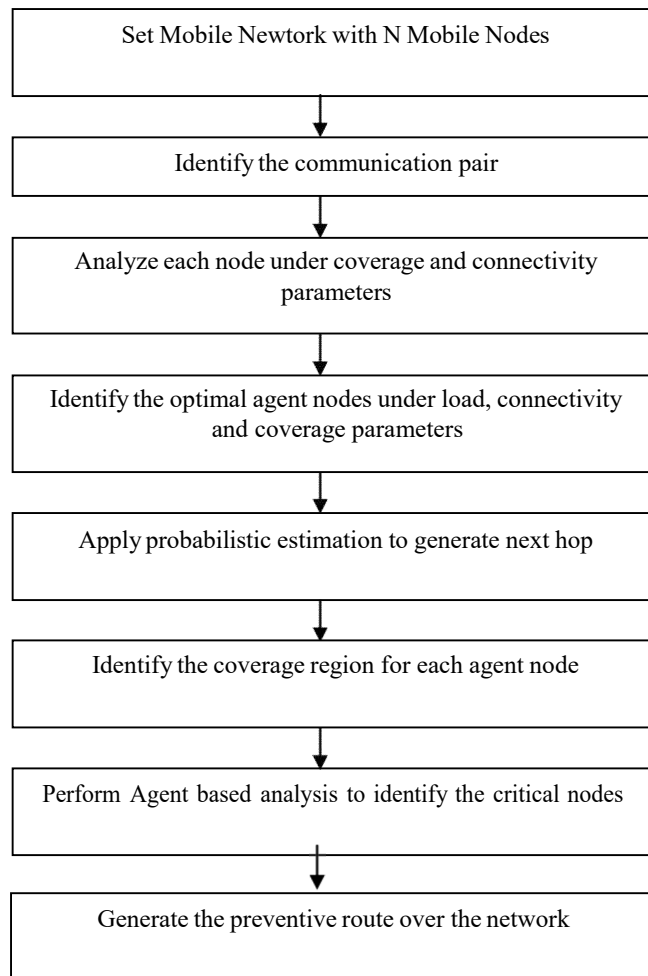 Set Mobile Newtork with N Mobile Nodes
Identify the communication pair
Analyze each node under coverage and connectivity
parameters
Identify the optimal agent nodes under load, connectivity
and coverage parameters
Apply probabilistic estimation to generate next hop
Identify the coverage region for each agent node
Perform Agent based analysis to identify the critical nodes
Generate the preventive route over the network